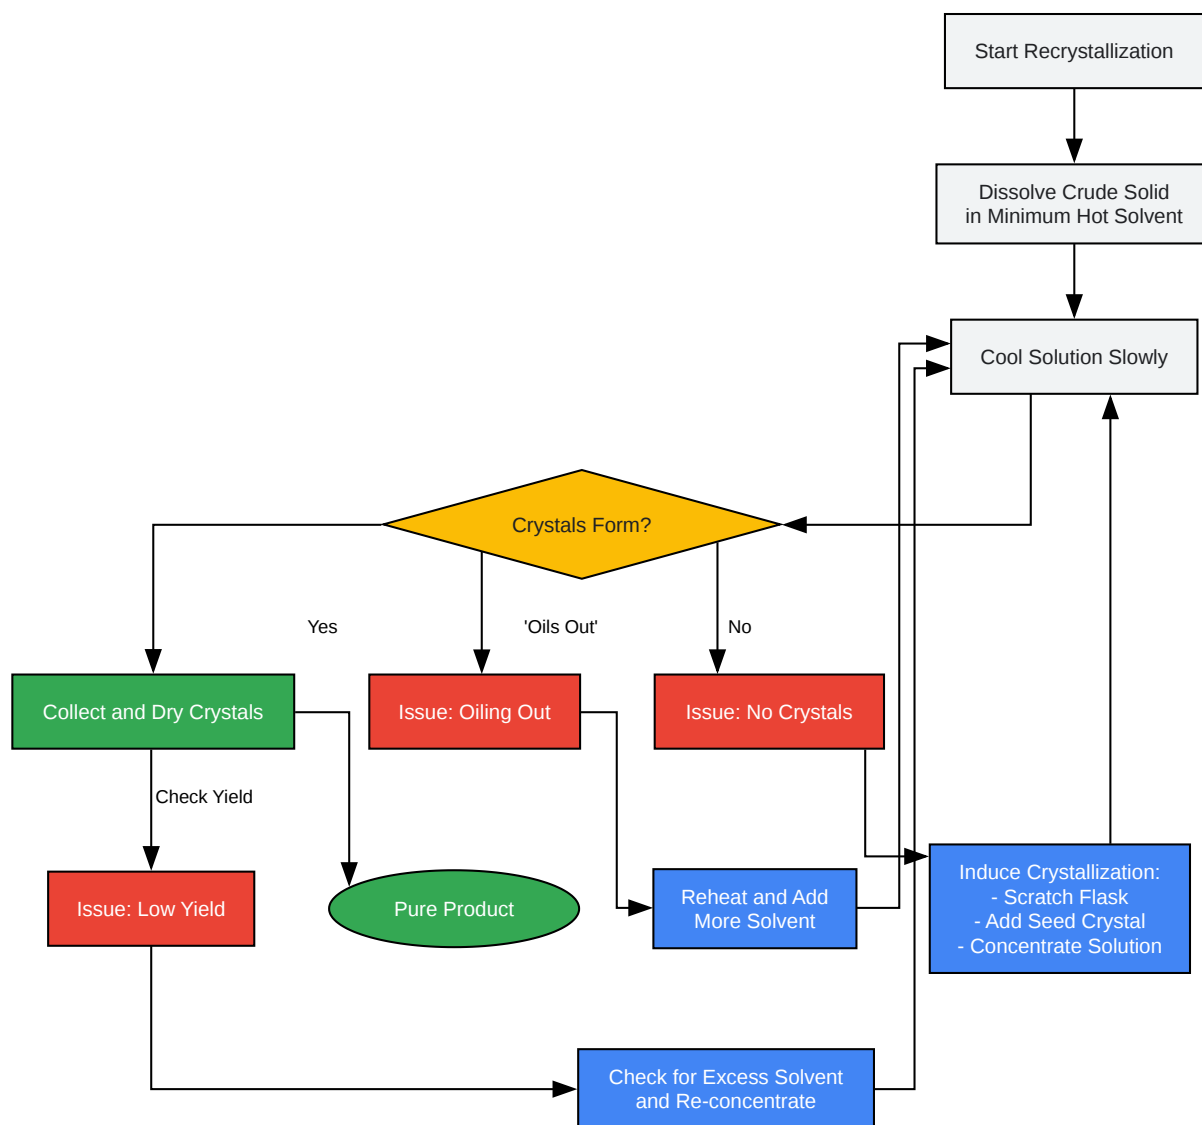 Start Recrystallization
Dissolve Crude Solid
in Minimum Hot Solvent
Cool Solution Slowly
Crystals Form?
Yes
'Oils Out'
No
Collect and Dry Crystals
Issue: Oiling Out
Issue: No Crystals
Check Yield
Issue: Low Yield
Pure Product
Reheat and Add
More Solvent
Induce Crystallization:
- Scratch Flask
- Add Seed Crystal
- Concentrate Solution
Check for Excess Solvent
and Re-concentrate